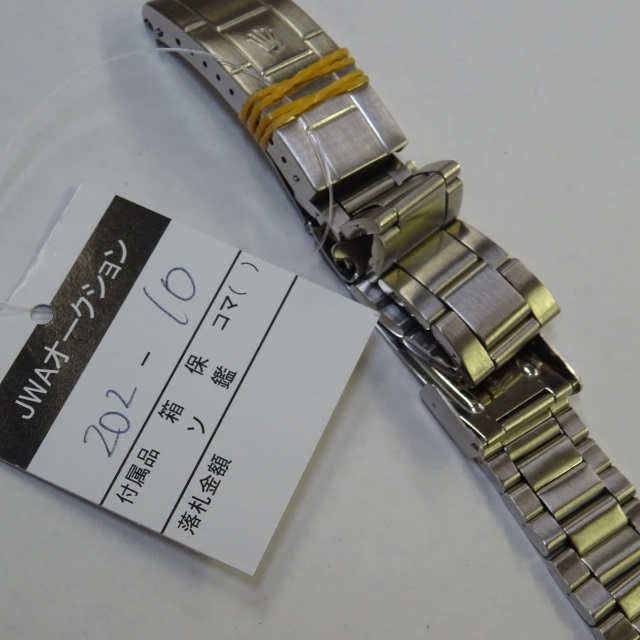 JWAオークション
202-10
付属品 箱 保 コマ( )
ソ 鑑
落札金額